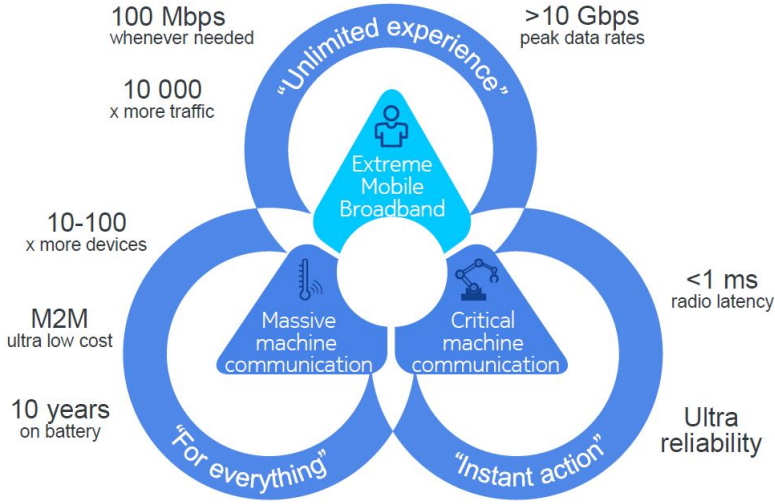 100 Mbps
whenever needed
>10 Gbps
peak data rates
"Unlimited experience"
10 000
x more traffic
Extreme
Mobile
Broadband
10-100
x more devices
M2M
ultra low cost
10 years
on battery
Massive
machine
communication
"For everything"
Critical
machine
communication
"Instant action"
<1 ms
radio latency
Ultra
reliability